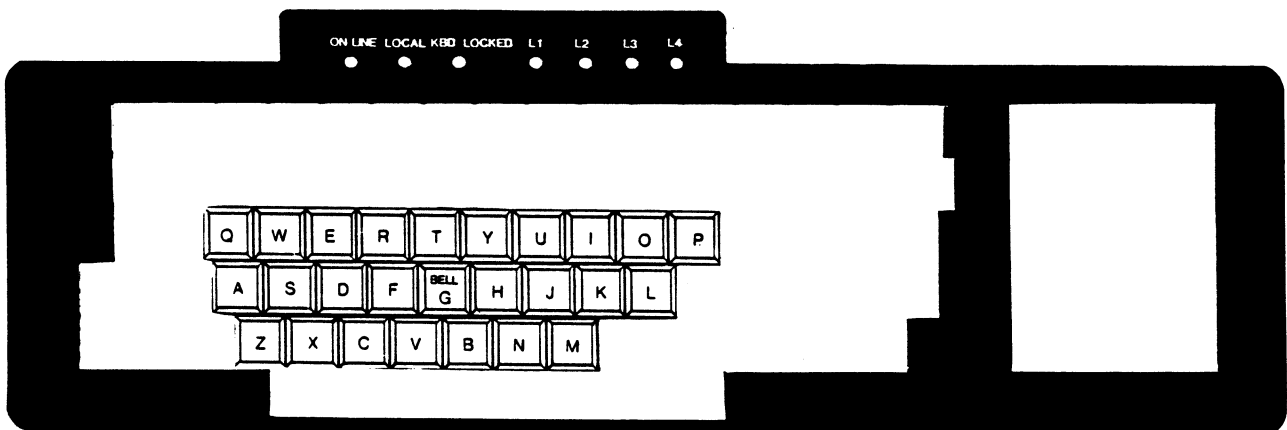 ON LINE LOCAL KBD LOCKED L1 L2 L3 L4
Q W E R T Y U I O P
A S D F BELL G H J K L
Z X C V B N M